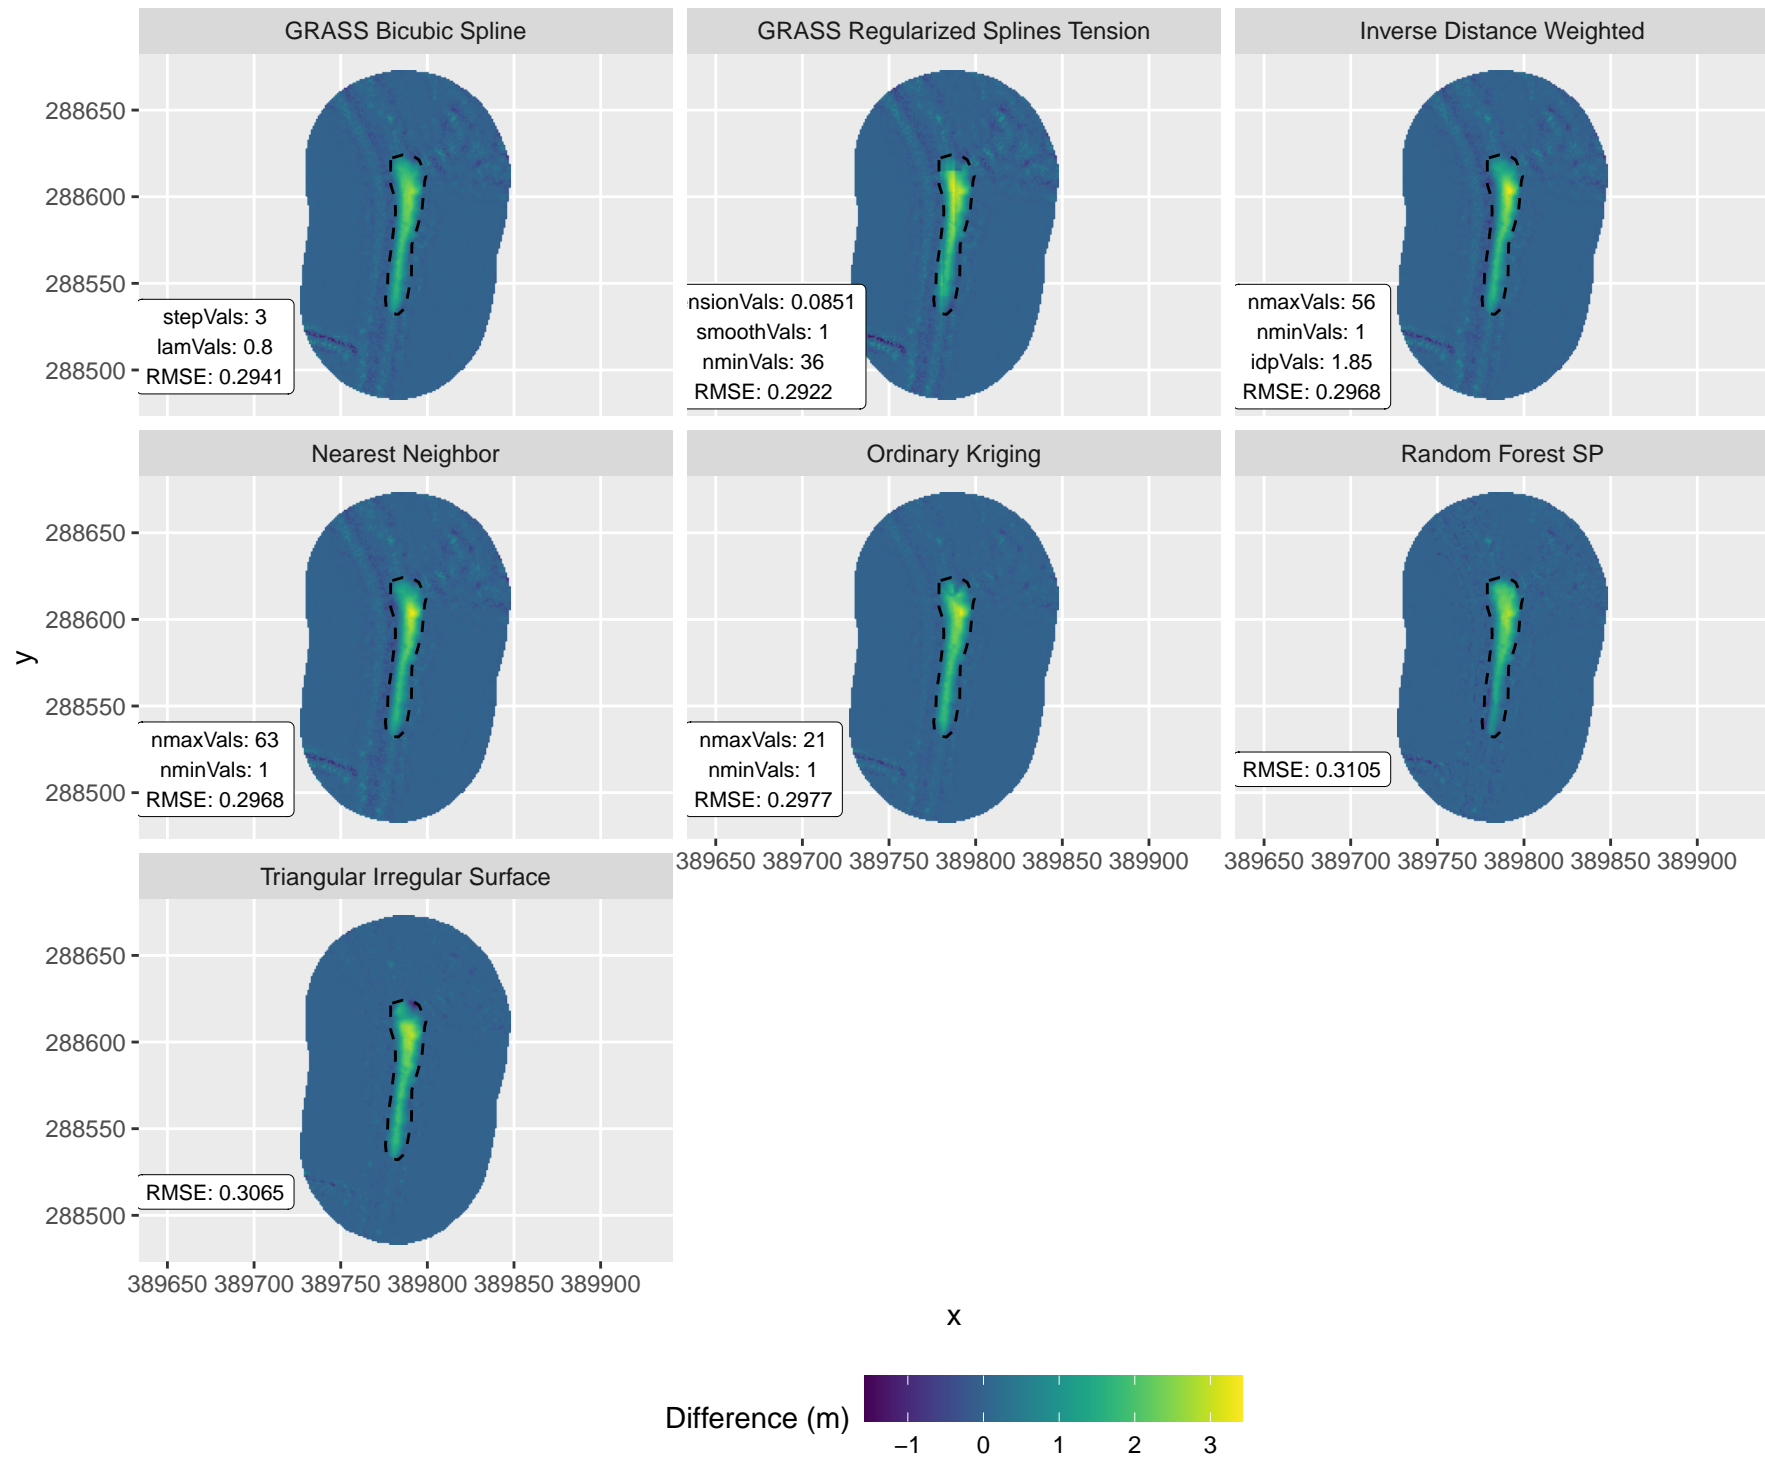 GRASS Bicubic Spline
GRASS Regularized Splines Tension
Inverse Distance Weighted
288650
288600
288550
288500
stepVals: 3
lamVals: 0.8
RMSE: 0.2941
nsionVals: 0.0851
smoothVals: 1
nminVals: 36
RMSE: 0.2922
nmaxVals: 56
nminVals: 1
idpVals: 1.85
RMSE: 0.2968
Nearest Neighbor
Ordinary Kriging
Random Forest SP
288650
288600
288550
288500
nmaxVals: 63
nminVals: 1
RMSE: 0.2968
nmaxVals: 21
nminVals: 1
RMSE: 0.2977
RMSE: 0.3105
389650 389700 389750 389800 389850 389900
389650 389700 389750 389800 389850 389900
Triangular Irregular Surface
288650
288600
288550
288500
RMSE: 0.3065
389650 389700 389750 389800 389850 389900
y
x
Difference (m)
−1 0 1 2 3